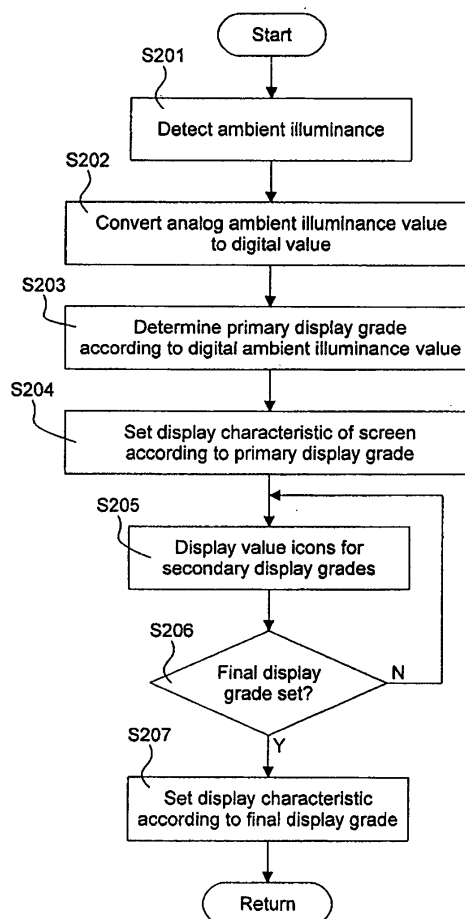 Start
S201
Detect ambient illuminance
S202
Convert analog ambient illuminance value
to digital value
S203
Determine primary display grade
according to digital ambient illuminance value
S204
Set display characteristic of screen
according to primary display grade
S205
Display value icons for
secondary display grades
S206
Final display
grade set?
N
Y
S207
Set display characteristic
according to final display grade
Return